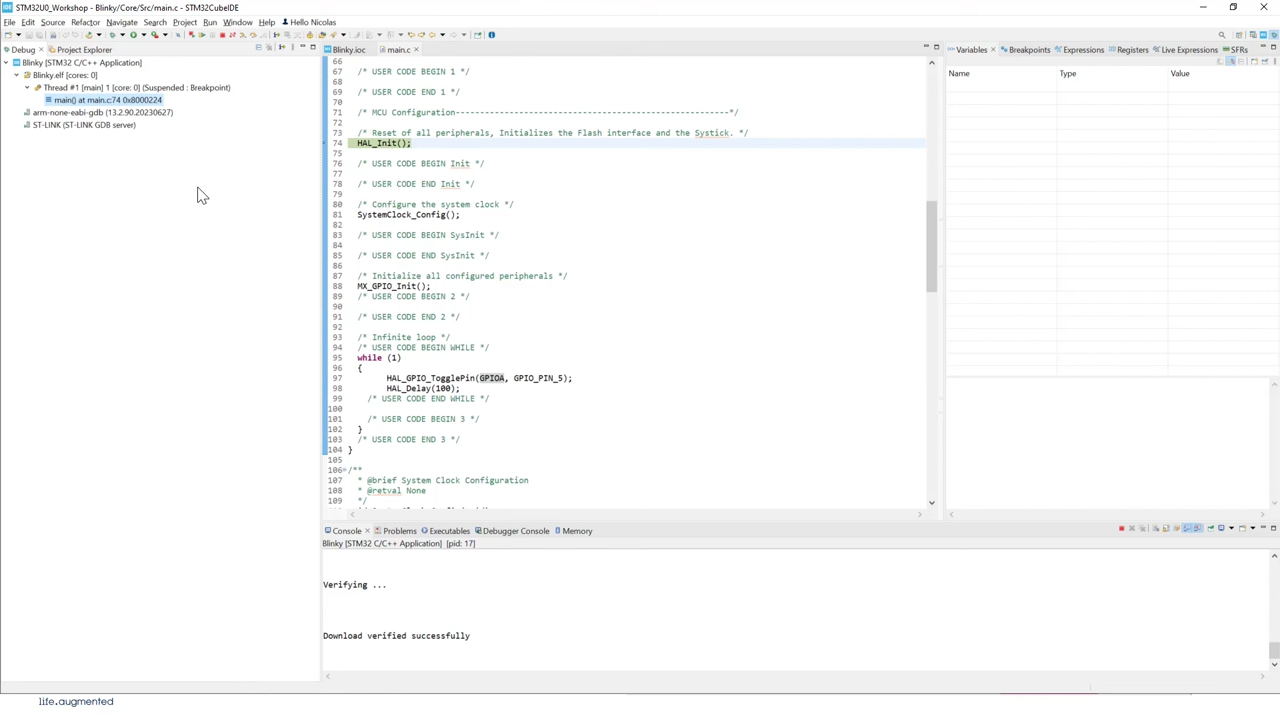 STM32U0_Workshop - Blinky/Core/Src/main.c - STM32CubeIDE
File Edit Source Refactor Navigate Search Project Run Window Help Hello Nicolas
Debug Project Explorer
Blinky [STM32 C/C++ Application]
Blinky.elf [cores: 0]
Thread #1 [main] 1 [core: 0] (Suspended : Breakpoint)
main() at main.c:74 0x8000224
arm-none-eabi-gdb (13.2.90.20230627)
ST-LINK (ST-LINK GDB server)
Blinky.ioc main.c
66
67 /* USER CODE BEGIN 1 */
68
69 /* USER CODE END 1 */
70
71 /* MCU Configuration--------------------------------------------------------*/
72
73 /* Reset of all peripherals, Initializes the Flash interface and the Systick. */
74 HAL_Init();
75
76 /* USER CODE BEGIN Init */
77
78 /* USER CODE END Init */
79
80 /* Configure the system clock */
81 SystemClock_Config();
82
83 /* USER CODE BEGIN SysInit */
84
85 /* USER CODE END SysInit */
86
87 /* Initialize all configured peripherals */
88 MX_GPIO_Init();
89 /* USER CODE BEGIN 2 */
90
91 /* USER CODE END 2 */
92
93 /* Infinite loop */
94 /* USER CODE BEGIN WHILE */
95 while (1)
96 {
97 HAL_GPIO_TogglePin(GPIOA, GPIO_PIN_5);
98 HAL_Delay(100);
99 /* USER CODE END WHILE */
100
101 /* USER CODE BEGIN 3 */
102 }
103 /* USER CODE END 3 */
104 }
105
106 /**
107 * @brief System Clock Configuration
108 * @retval None
109 */
Variables Breakpoints Expressions Registers Live Expressions SFRs
Name Type Value
Console Problems Executables Debugger Console Memory
Blinky [STM32 C/C++ Application] [pid: 17]
Verifying ...
Download verified successfully
life.augmented